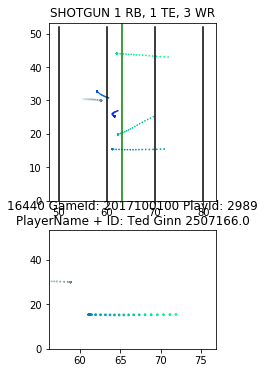 SHOTGUN 1 RB, 1 TE, 3 WR
50
40
30
20
10
0
50 60 70 80
16440 GameId: 2017100100 PlayId: 2989
PlayerName + ID: Ted Ginn 2507166.0
40
20
0
60 65 70 75